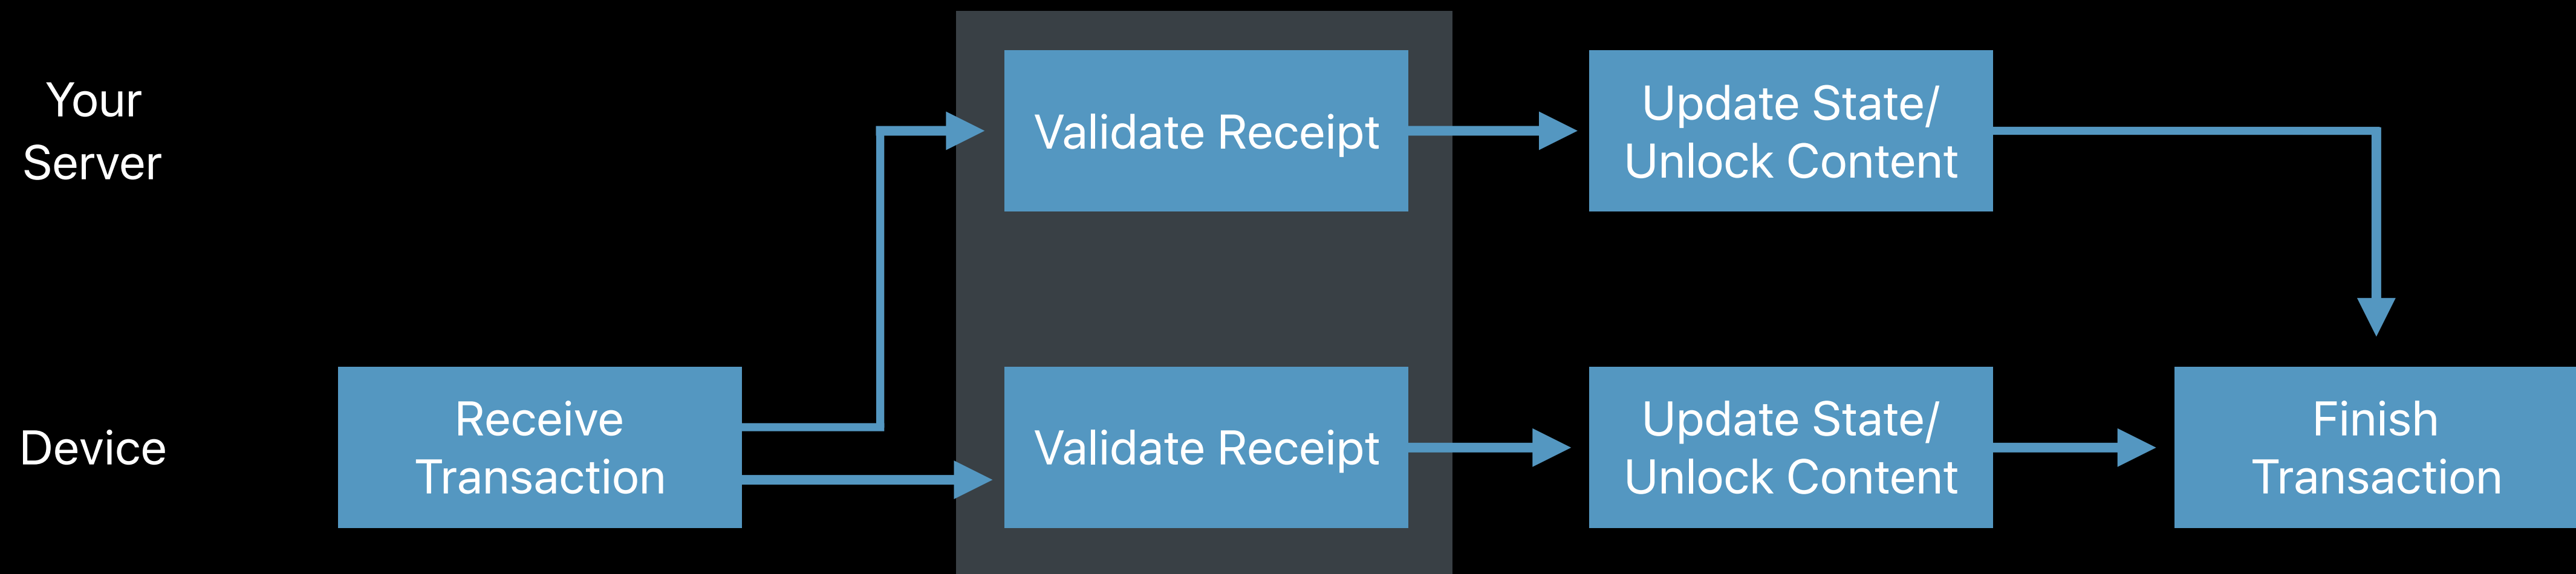 Your
Server
Validate Receipt
Update State/
Unlock Content
Device
Receive
Transaction
Validate Receipt
Update State/
Unlock Content
Finish
Transaction